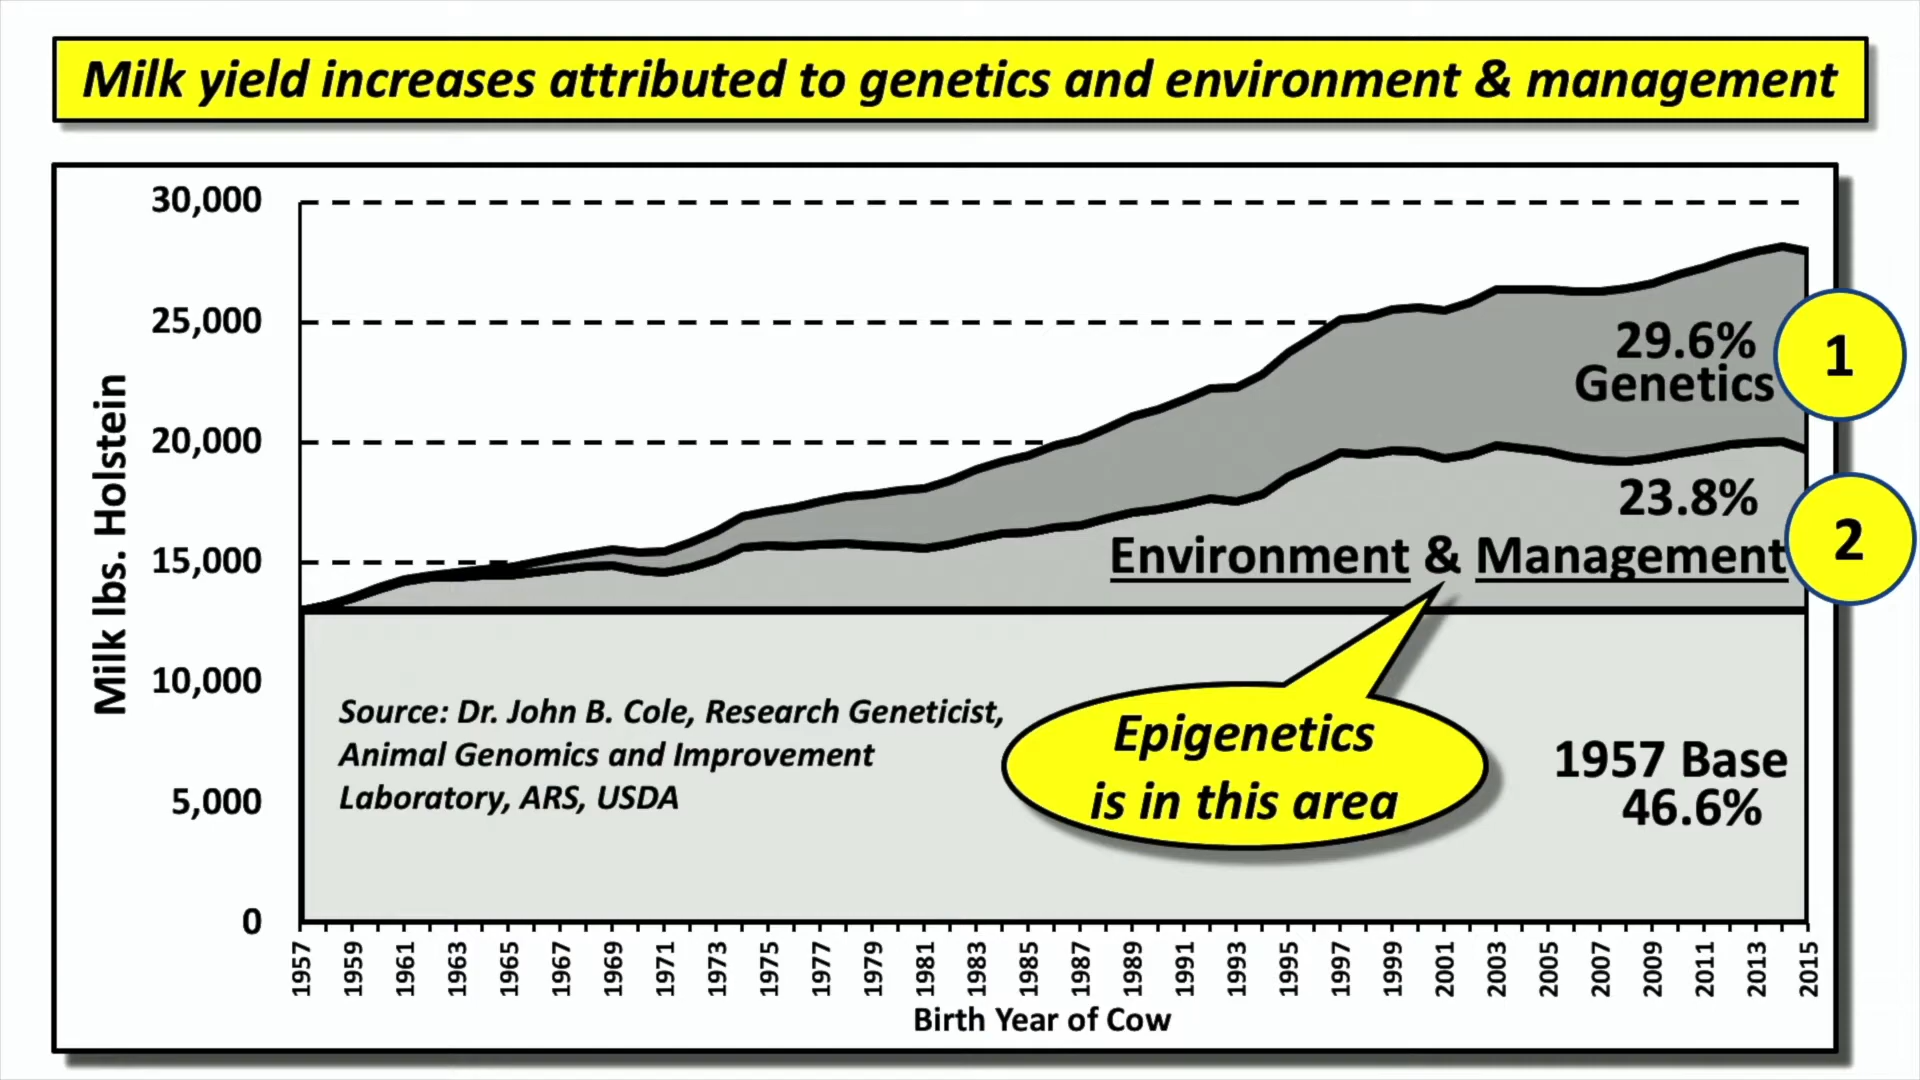 Milk yield increases attributed to genetics and environment & management
30,000
25,000
20,000
15,000
10,000
5,000
0
Milk lbs. Holstein
29.6%
Genetics
1
23.8%
Environment & Management
2
Epigenetics
is in this area
Source: Dr. John B. Cole, Research Geneticist,
Animal Genomics and Improvement
Laboratory, ARS, USDA
1957 Base
46.6%
1957 1959 1961 1963 1965 1967 1969 1971 1973 1975 1977 1979 1981 1983 1985 1987 1989 1991 1993 1995 1997 1999 2001 2003 2005 2007 2009 2011 2013 2015
Birth Year of Cow